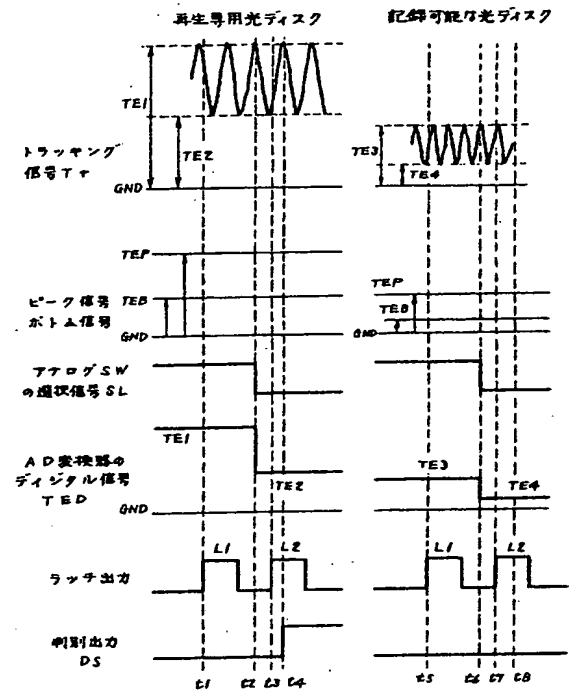 再生専用光ディスク
記録可能な光ディスク
TE1
TE2
トラッキング
信号Tr
GND
TE3
TE4
TEP
TEB
GND
ピーク信号
ボトム信号
TEP
TEB
GND
アナログSW
の選択信号SL
TE1
TE2
AD変換器の
ディジタル信号
TED
GND
TE3
TE4
L1
L2
ラッチ出力
L1
L2
判別出力
DS
t1
t2
t3
t4
t5
t6
t7
t8